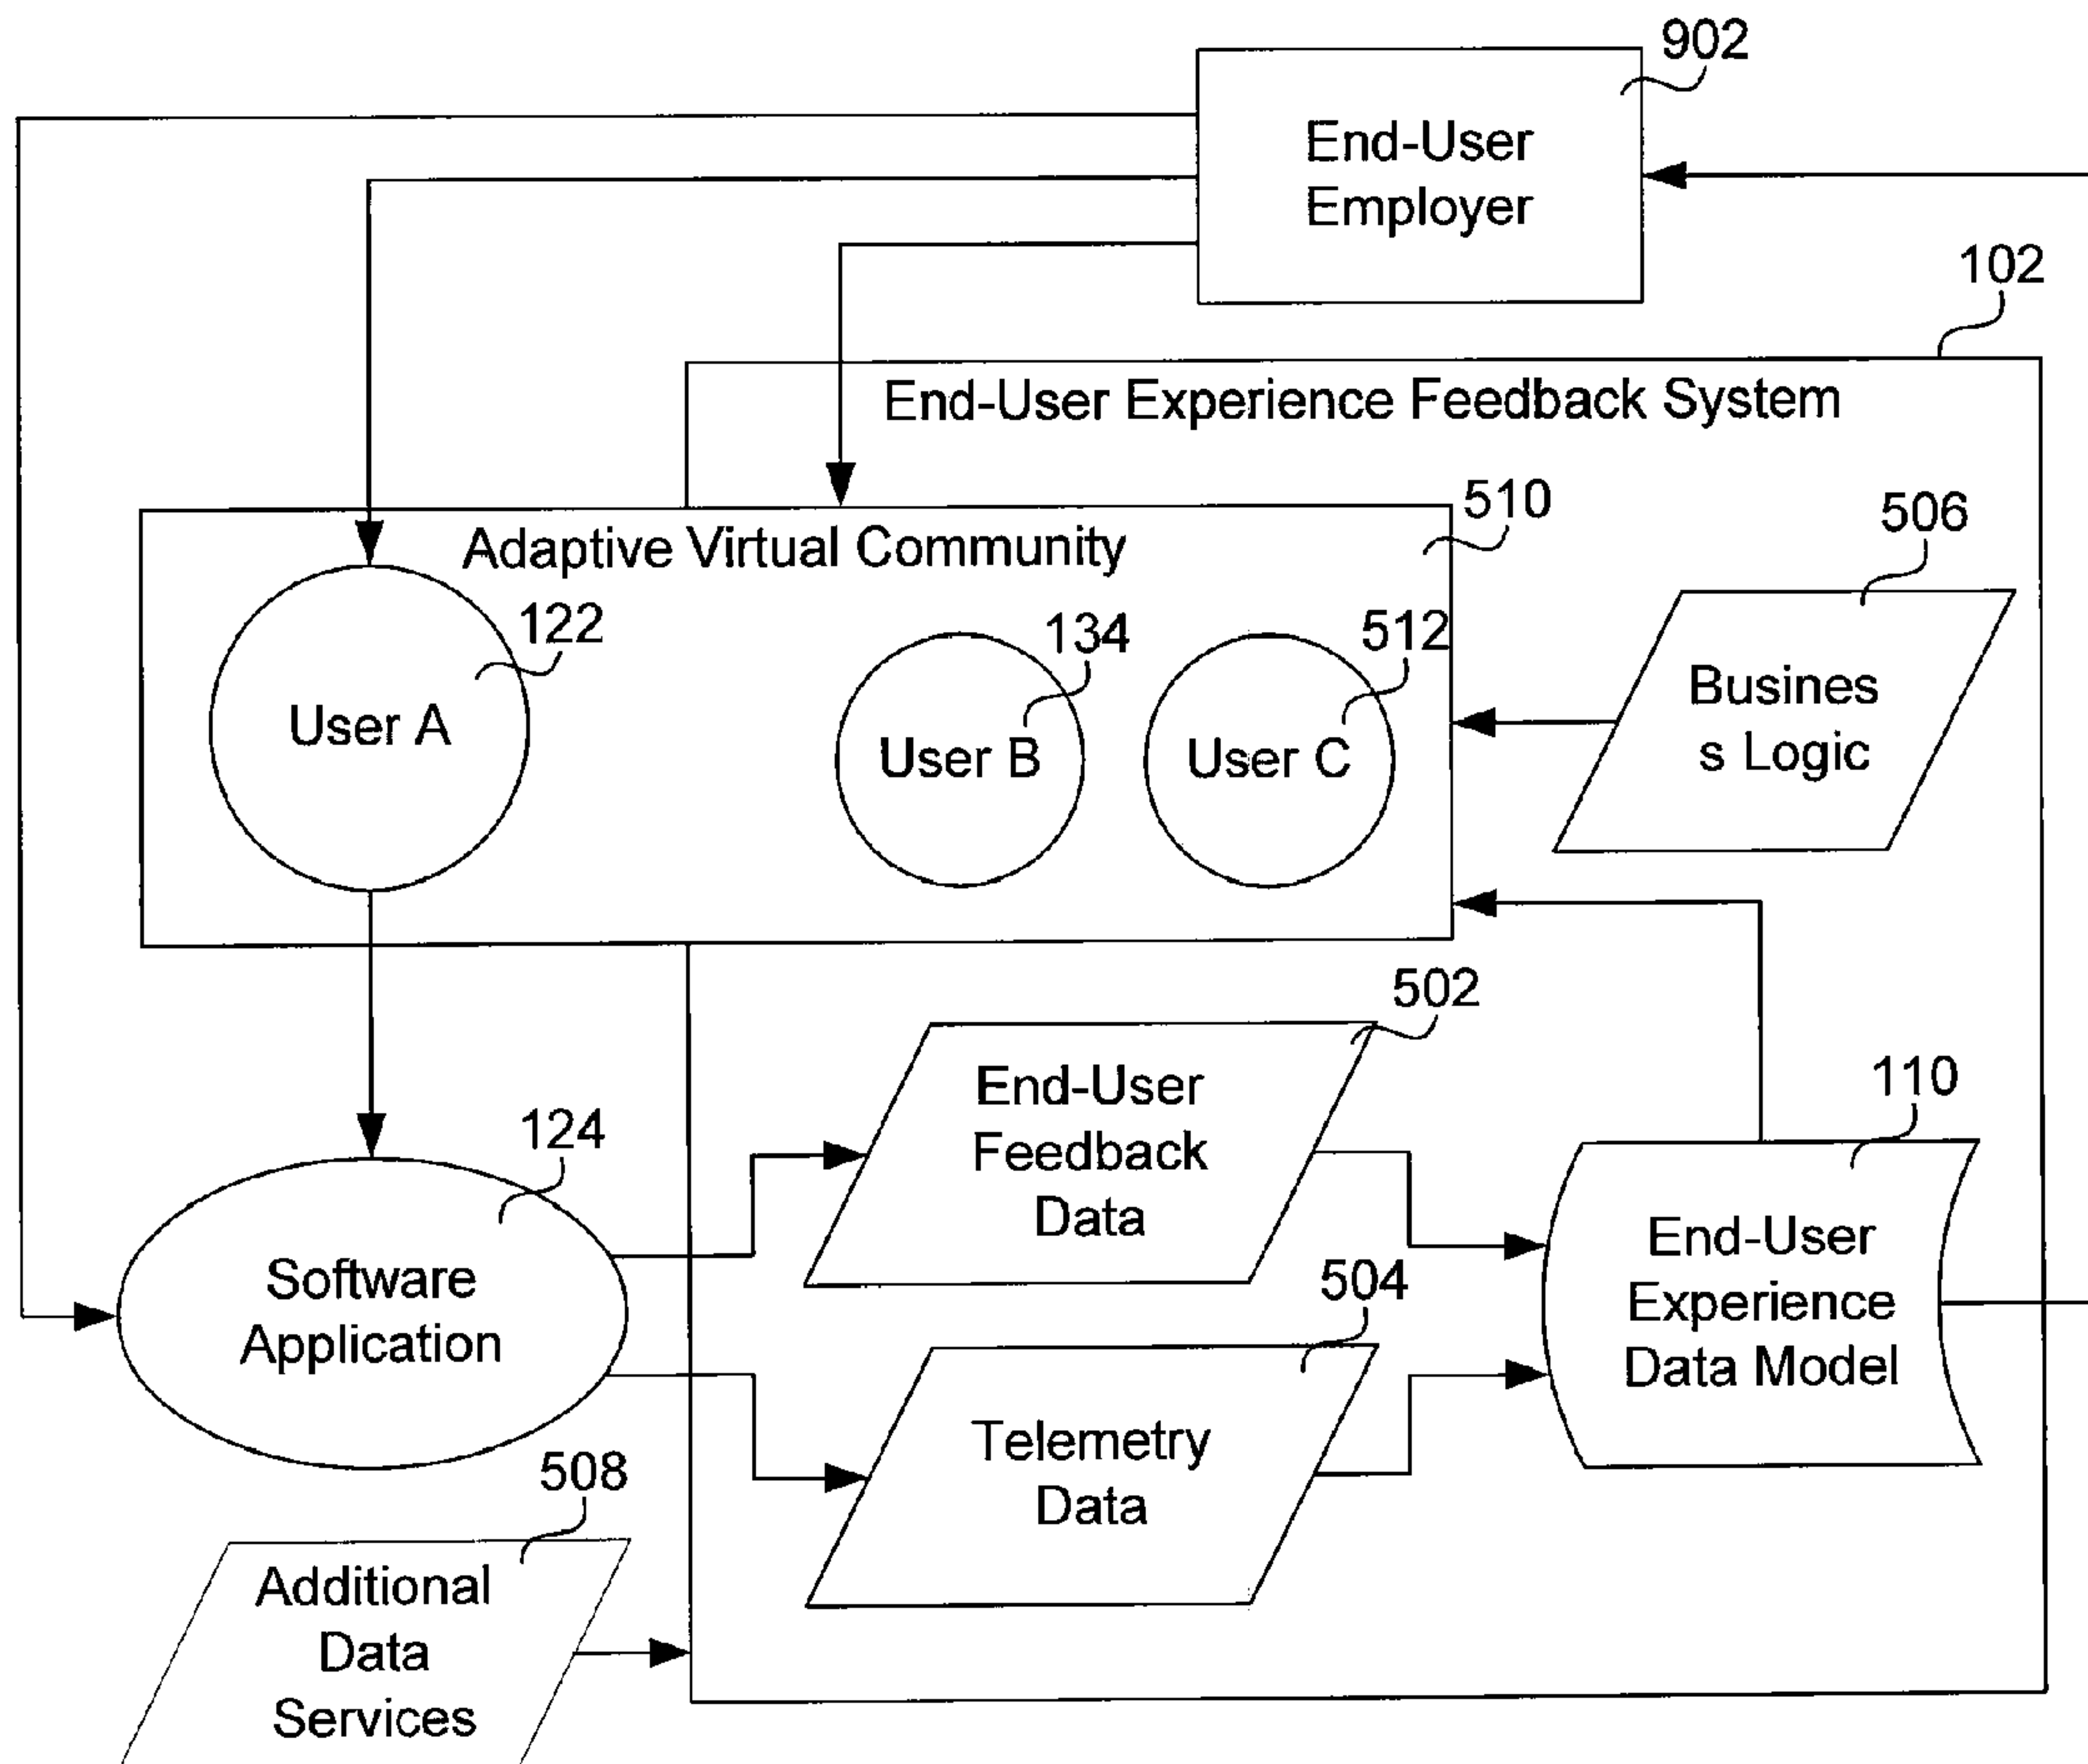 902
End-User
Employer
102
End-User Experience Feedback System
510
Adaptive Virtual Community
506
122
134
512
Busines
s Logic
User A
User B
User C
502
End-User
Feedback
Data
110
124
End-User
Experience
Data Model
Software
Application
504
Telemetry
Data
508
Additional
Data
Services